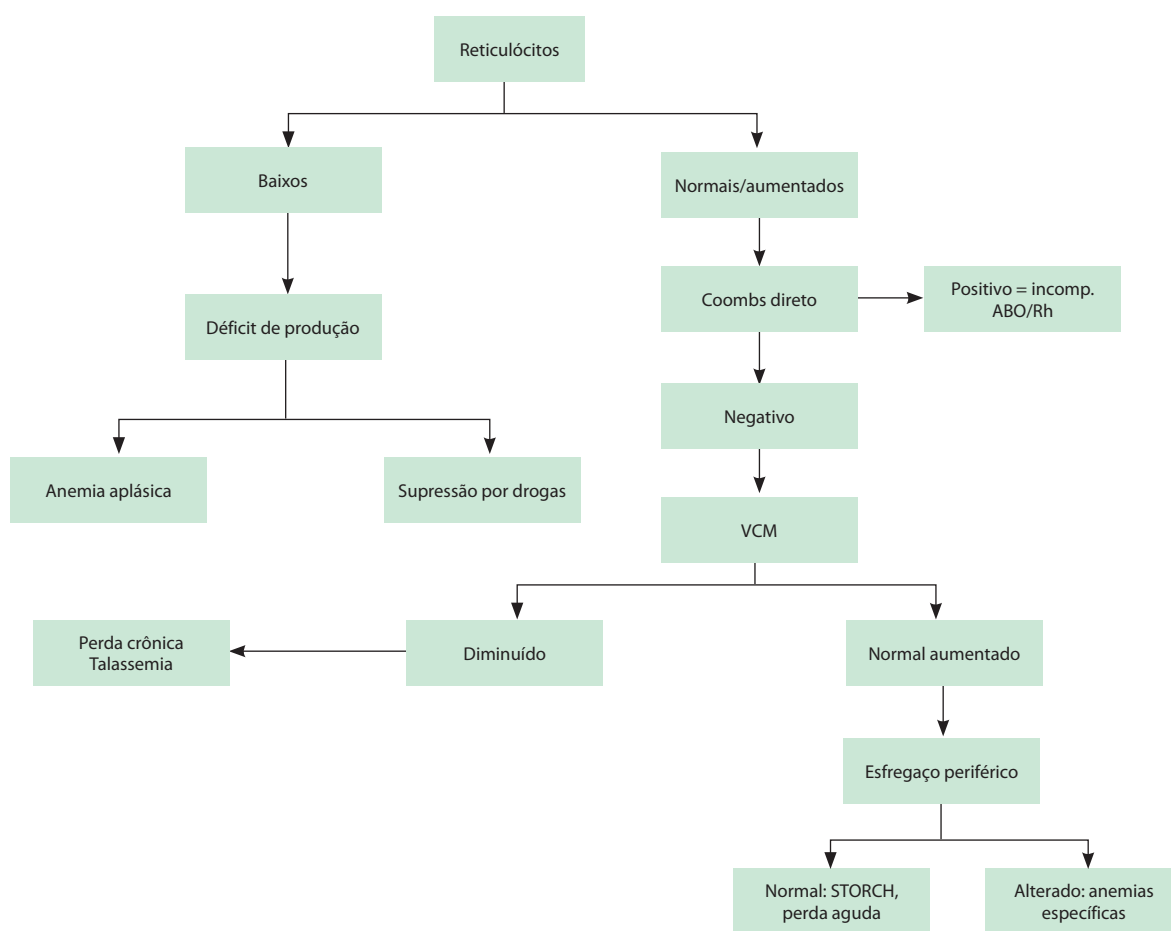 Reticulócitos
Baixos
Normais/aumentados
Déficit de produção
Coombs direto
Positivo = incomp.
ABO/Rh
Negativo
Anemia aplásica
Supressão por drogas
VCM
Perda crônica
Talassemia
Diminuído
Normal aumentado
Esfregaço periférico
Normal: STORCH,
perda aguda
Alterado: anemias
específicas